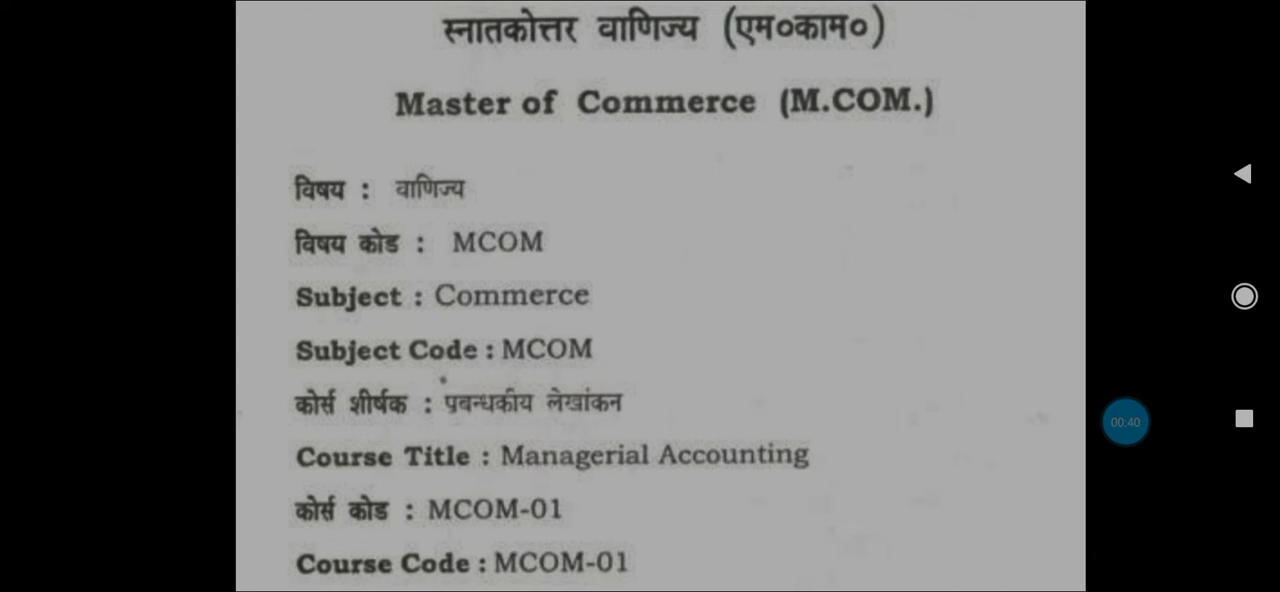 स्नातकोत्तर वाणिज्य (एम०काम०)
Master of Commerce (M.COM.)
विषय : वाणिज्य
विषय कोड : MCOM
Subject : Commerce
Subject Code : MCOM
कोर्स शीर्षक : प्रबन्धकीय लेखांकन
Course Title : Managerial Accounting
00:40
कोर्स कोड : MCOM-01
Course Code : MCOM-01